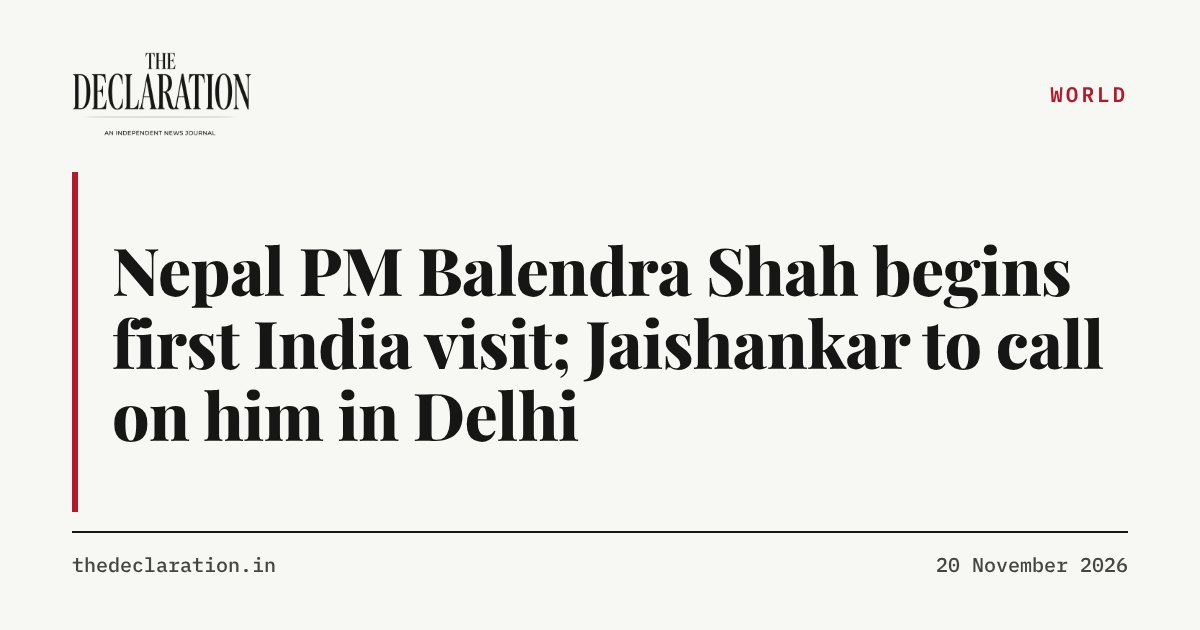 THE
DECLARATION
AN INDEPENDENT NEWS JOURNAL
WORLD
Nepal PM Balendra Shah begins
first India visit; Jaishankar to call
on him in Delhi
thedeclaration.in
20 November 2026